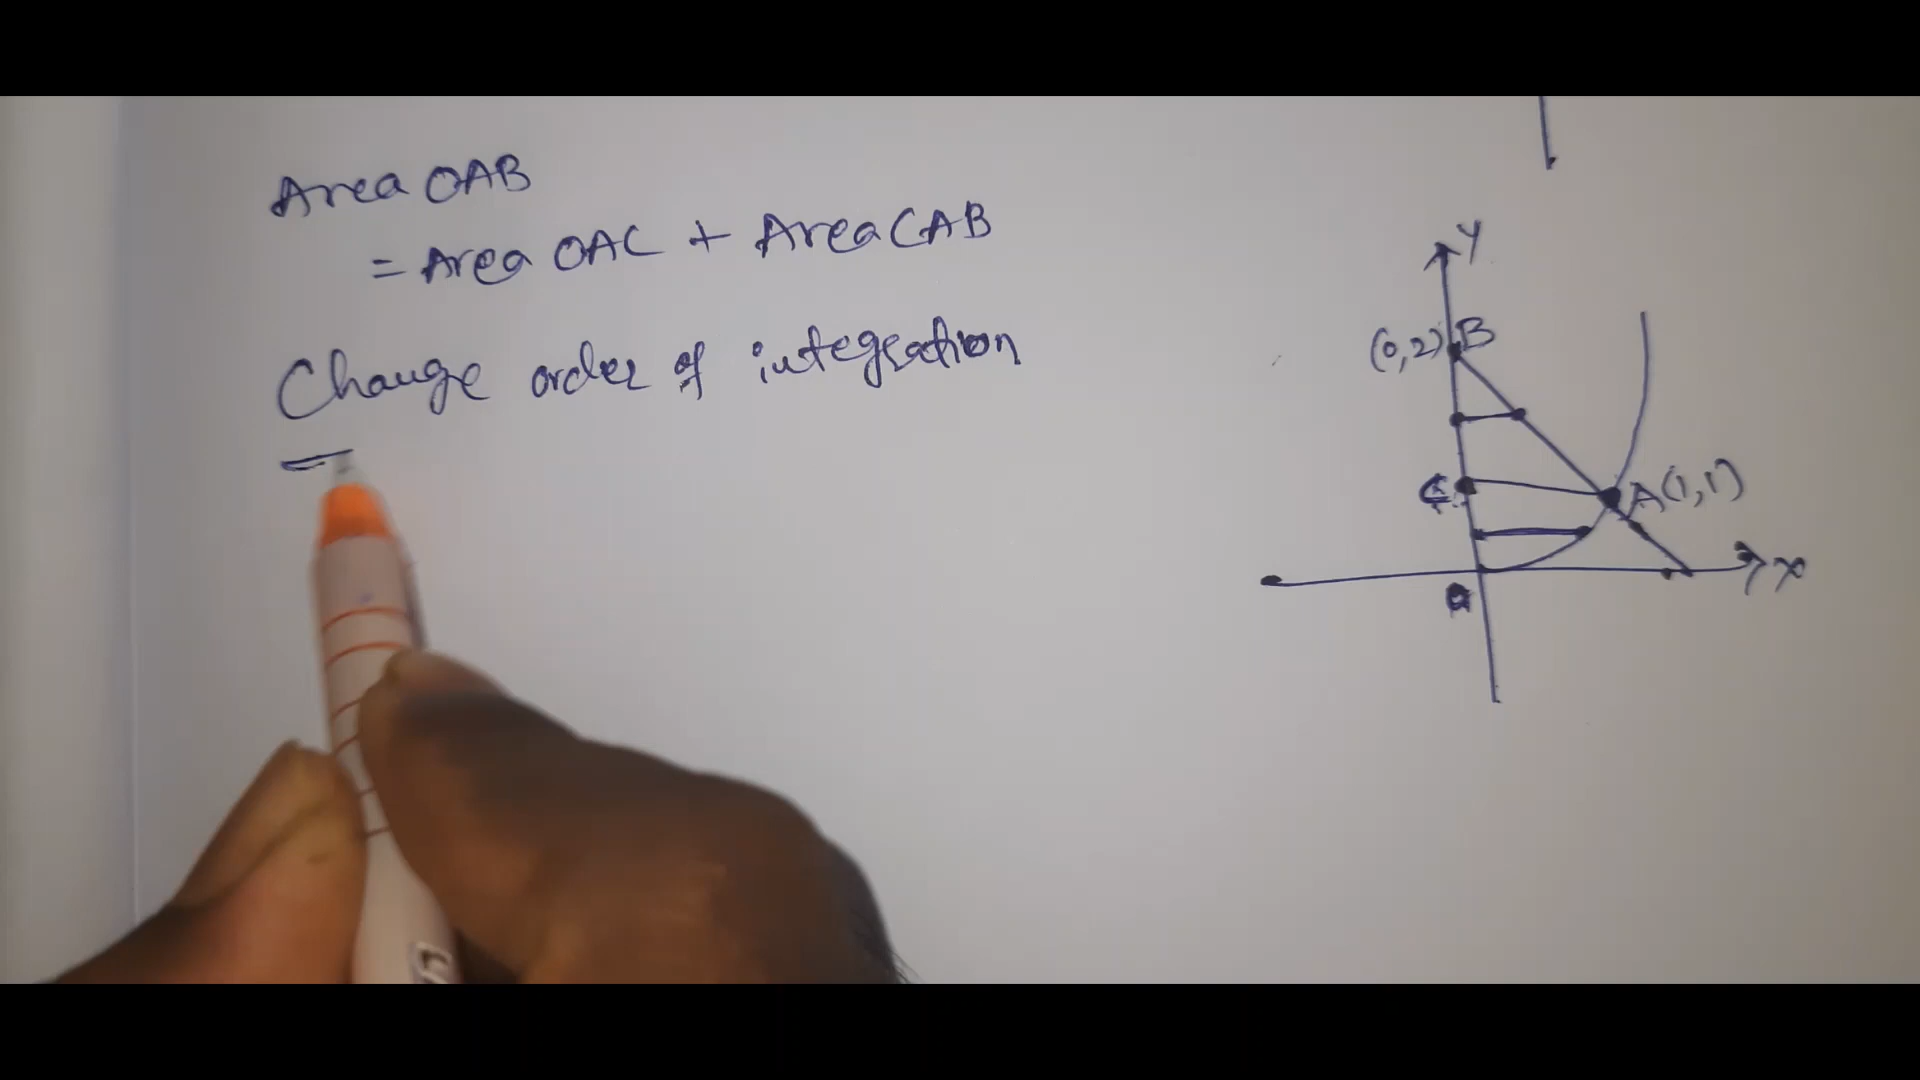 Area OAB
= Area OAC + Area CAB
Change order of integration
=
Y
(0,2) B
C
A(1,1)
X